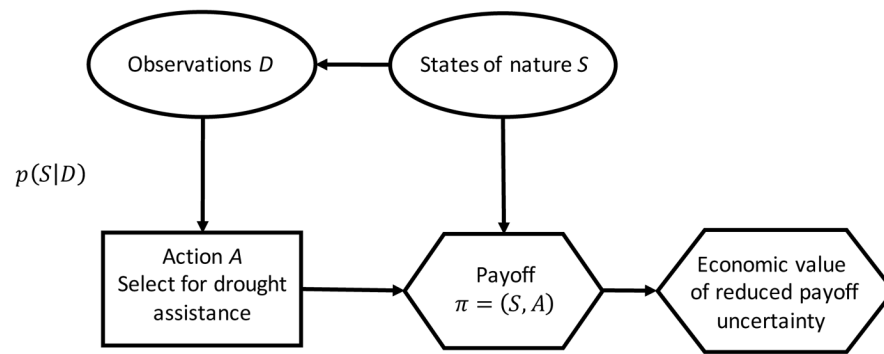 Observations D
States of nature S
p(S|D)
Action A
Select for drought
assistance
Payoff
π = (S, A)
Economic value
of reduced payoff
uncertainty